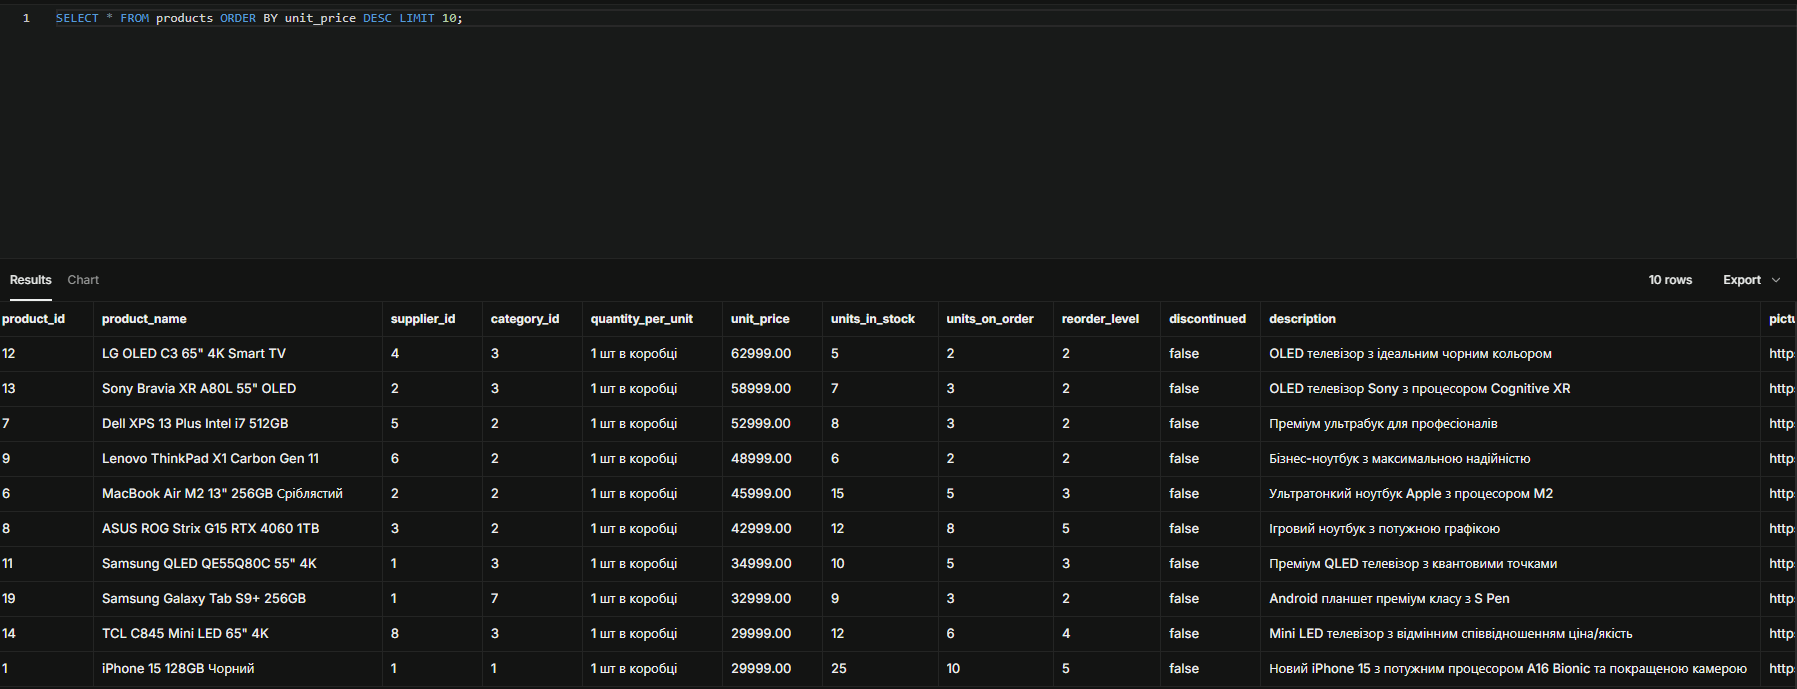 1 SELECT * FROM products ORDER BY unit_price DESC LIMIT 10;
Results Chart 10 rows Export
product_id product_name supplier_id category_id quantity_per_unit unit_price units_in_stock units_on_order reorder_level discontinued description pictu
12 LG OLED C3 65" 4K Smart TV 4 3 1 шт в коробці 62999.00 5 2 2 false OLED телевізор з ідеальним чорним кольором http
13 Sony Bravia XR A80L 55" OLED 2 3 1 шт в коробці 58999.00 7 3 2 false OLED телевізор Sony з процесором Cognitive XR http
7 Dell XPS 13 Plus Intel i7 512GB 5 2 1 шт в коробці 52999.00 8 3 2 false Преміум ультрабук для професіоналів http
9 Lenovo ThinkPad X1 Carbon Gen 11 6 2 1 шт в коробці 48999.00 6 2 2 false Бізнес-ноутбук з максимальною надійністю http
6 MacBook Air M2 13" 256GB Сріблястий 2 2 1 шт в коробці 45999.00 15 5 3 false Ультратонкий ноутбук Apple з процесором M2 http
8 ASUS ROG Strix G15 RTX 4060 1TB 3 2 1 шт в коробці 42999.00 12 8 5 false Ігровий ноутбук з потужною графікою http
11 Samsung QLED QE55Q80C 55" 4K 1 3 1 шт в коробці 34999.00 10 5 3 false Преміум QLED телевізор з квантовими точками http
19 Samsung Galaxy Tab S9+ 256GB 1 7 1 шт в коробці 32999.00 9 3 2 false Android планшет преміум класу з S Pen http
14 TCL C845 Mini LED 65" 4K 8 3 1 шт в коробці 29999.00 12 6 4 false Mini LED телевізор з відмінним співвідношенням ціна/якість http
1 iPhone 15 128GB Чорний 1 1 1 шт в коробці 29999.00 25 10 5 false Новий iPhone 15 з потужним процесором A16 Bionic та покращеною камерою http